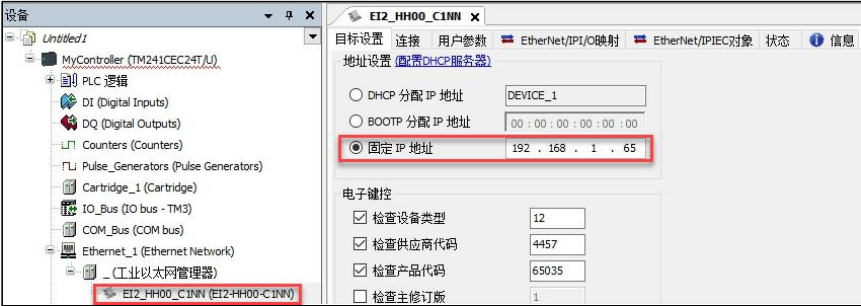 设备
Untitled1
MyController (TM241CEC24T/U)
PLC 逻辑
DI (Digital Inputs)
DQ (Digital Outputs)
Counters (Counters)
Pulse_Generators (Pulse Generators)
Cartridge_1 (Cartridge)
IO_Bus (IO bus - TM3)
COM_Bus (COM bus)
Ethernet_1 (Ethernet Network)
_ (工业以太网管理器)
EI2_HH00_C1NN (EI2-HH00-C1NN)
EI2_HH00_C1NN
目标设置 连接 用户参数 EtherNet/IPI/O映射 EtherNet/IPIEC对象 状态 信息
地址设置 (配置DHCP服务器)
DHCP 分配 IP 地址 DEVICE_1
BOOTP 分配 IP 地址 00 : 00 : 00 : 00 : 00 : 00
固定 IP 地址 192 . 168 . 1 . 65
电子键控
检查设备类型 12
检查供应商代码 4457
检查产品代码 65035
检查主修订版 1